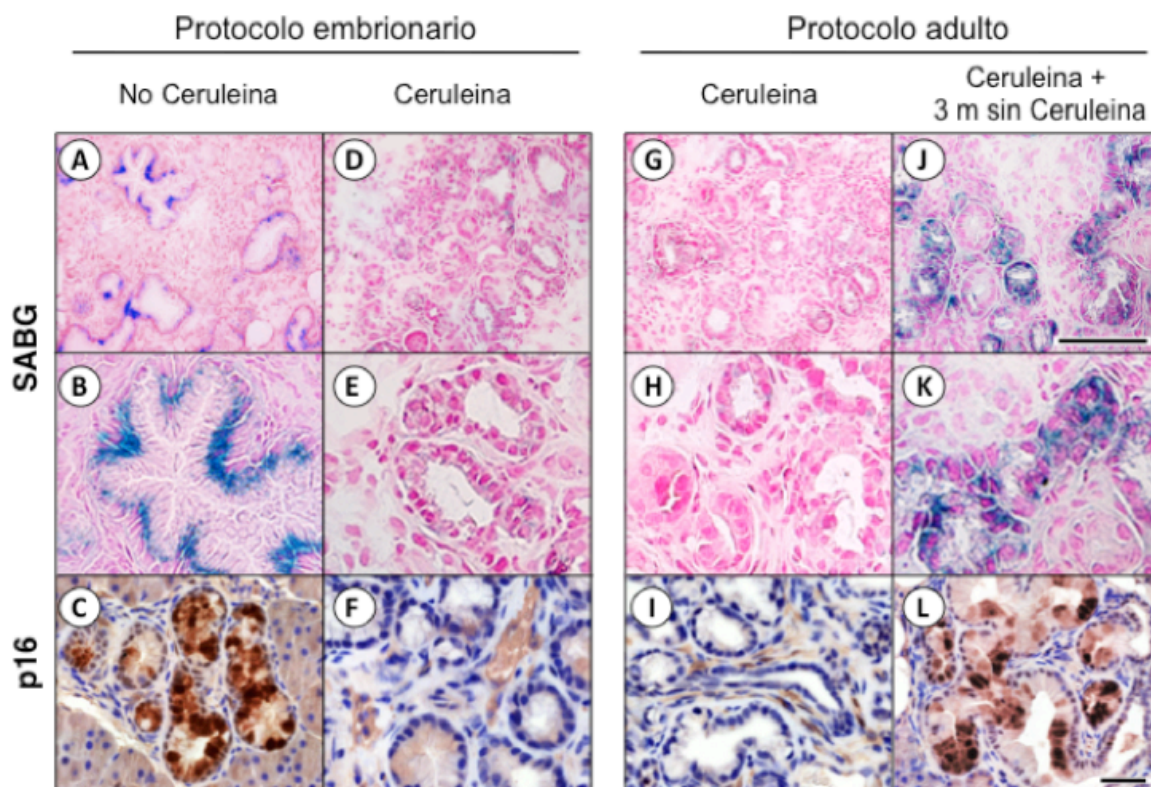 Protocolo embrionario
Protocolo adulto
No Ceruleina
Ceruleina
Ceruleina
Ceruleina +
3 m sin Ceruleina
SABG
p16
A
D
G
J
B
E
H
K
C
F
I
L